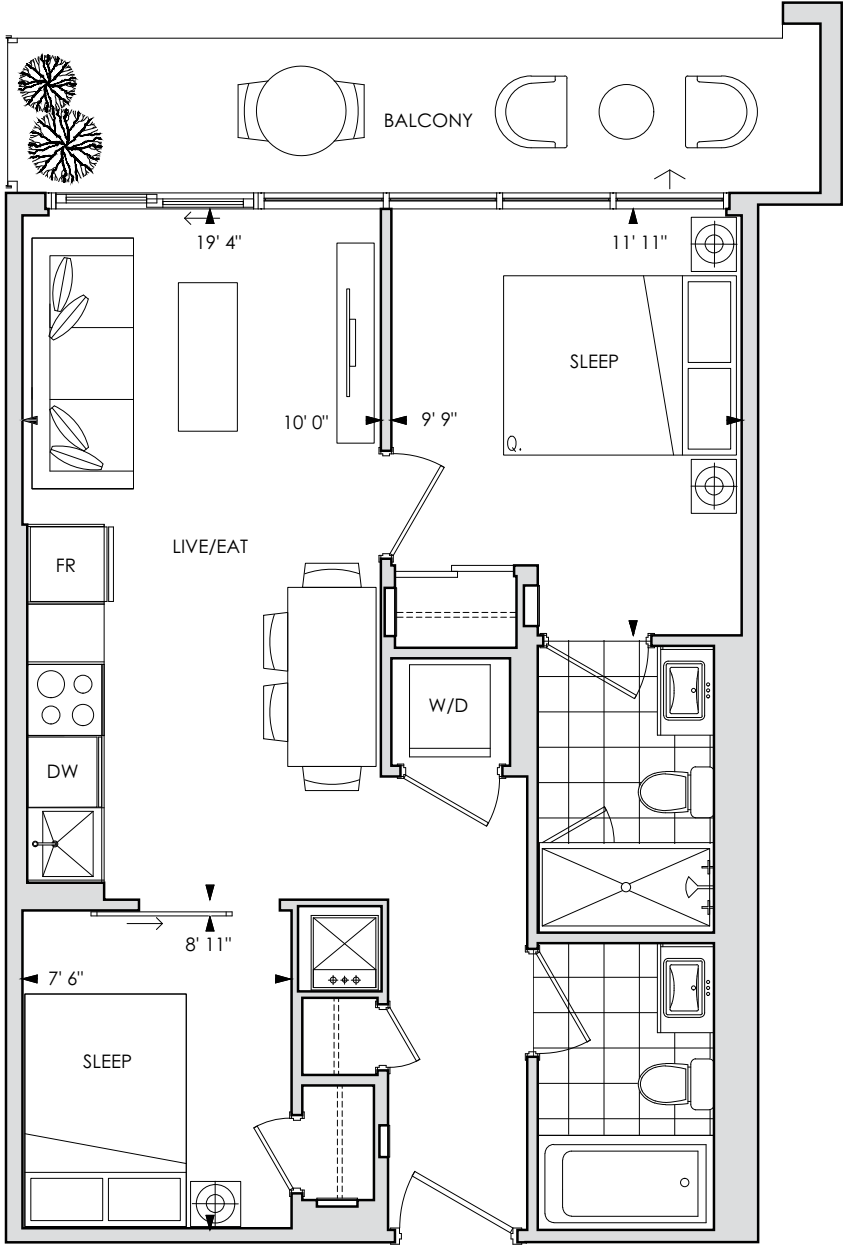 BALCONY
19' 4"
11' 11"
SLEEP
10' 0"
9' 9"
Q.
LIVE/EAT
FR
W/D
DW
8' 11"
7' 6"
SLEEP